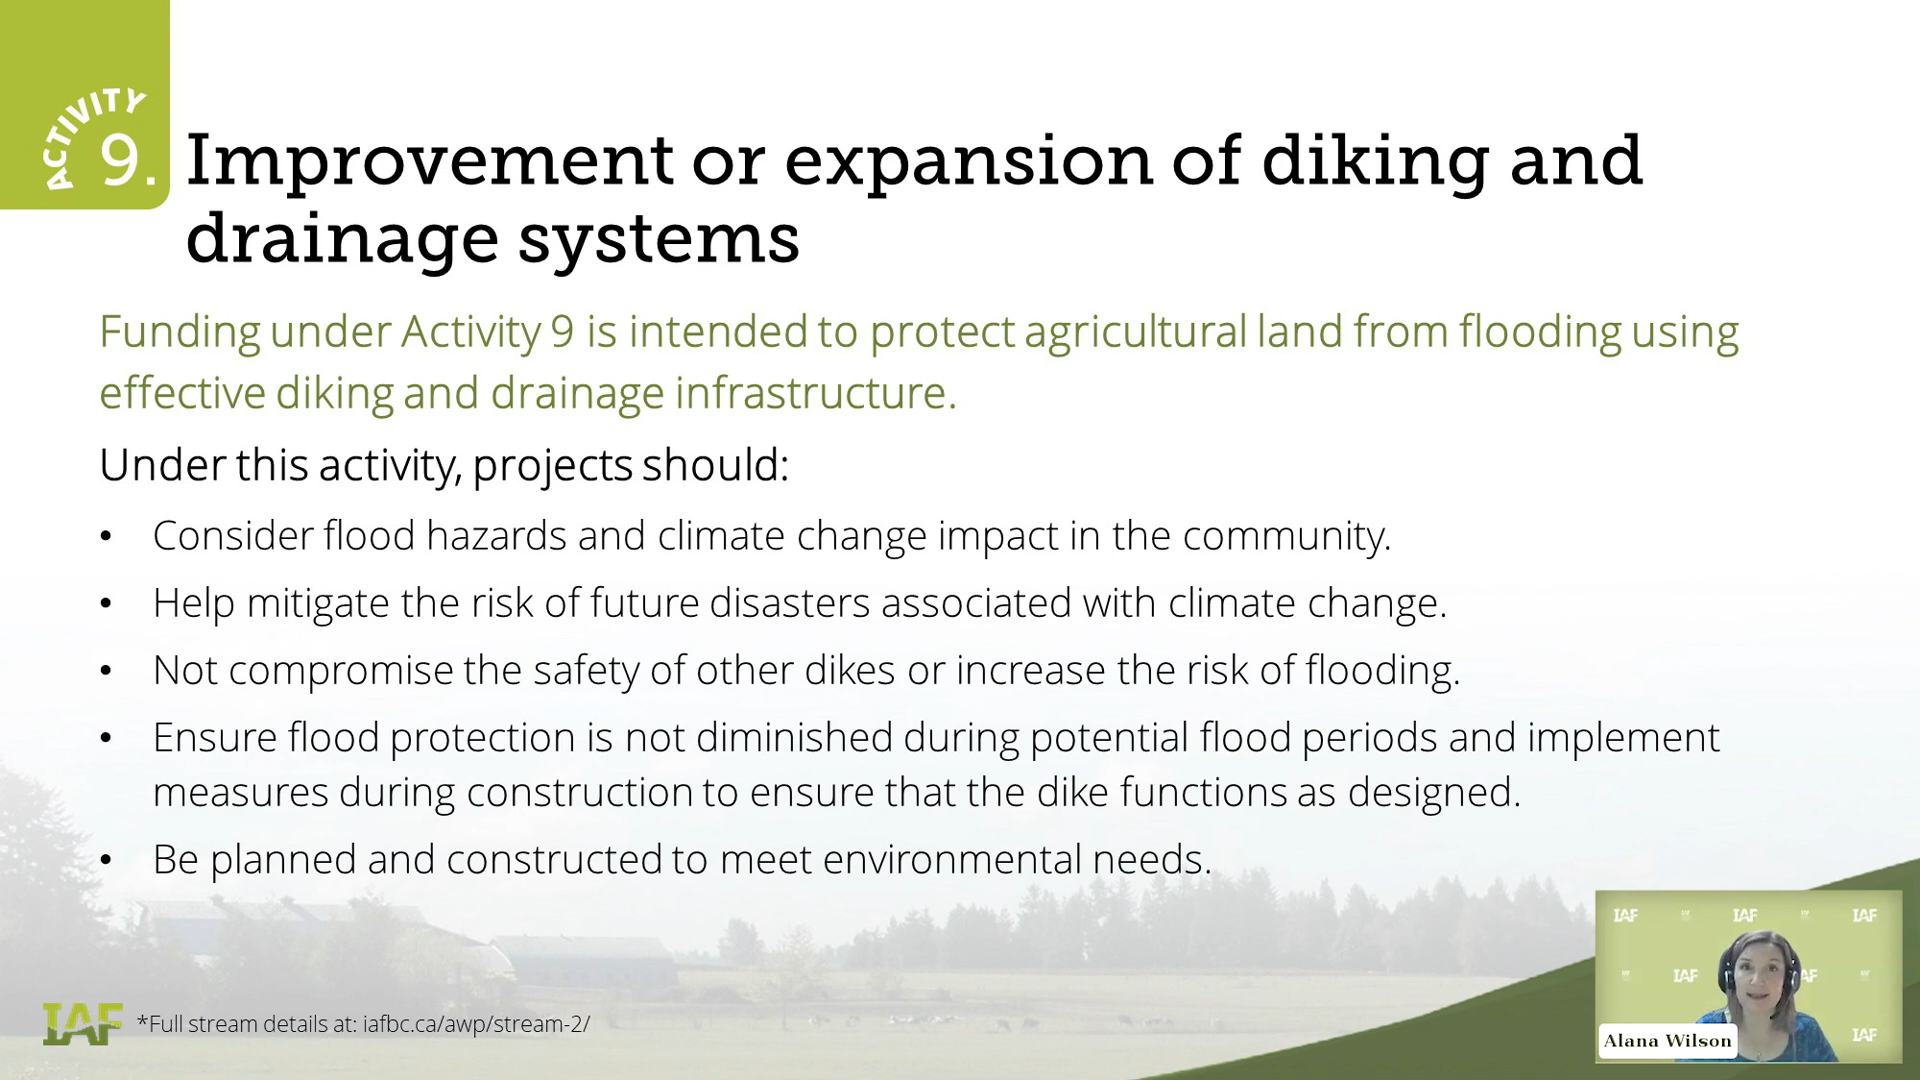 ACTIVITY
9.
Improvement or expansion of diking and
drainage systems
Funding under Activity 9 is intended to protect agricultural land from flooding using
effective diking and drainage infrastructure.
Under this activity, projects should:
• Consider flood hazards and climate change impact in the community.
• Help mitigate the risk of future disasters associated with climate change.
• Not compromise the safety of other dikes or increase the risk of flooding.
• Ensure flood protection is not diminished during potential flood periods and implement
measures during construction to ensure that the dike functions as designed.
• Be planned and constructed to meet environmental needs.
IAF
*Full stream details at: iafbc.ca/awp/stream-2/
IAF IAF IAF
IAF AF
IAF
Alana Wilson